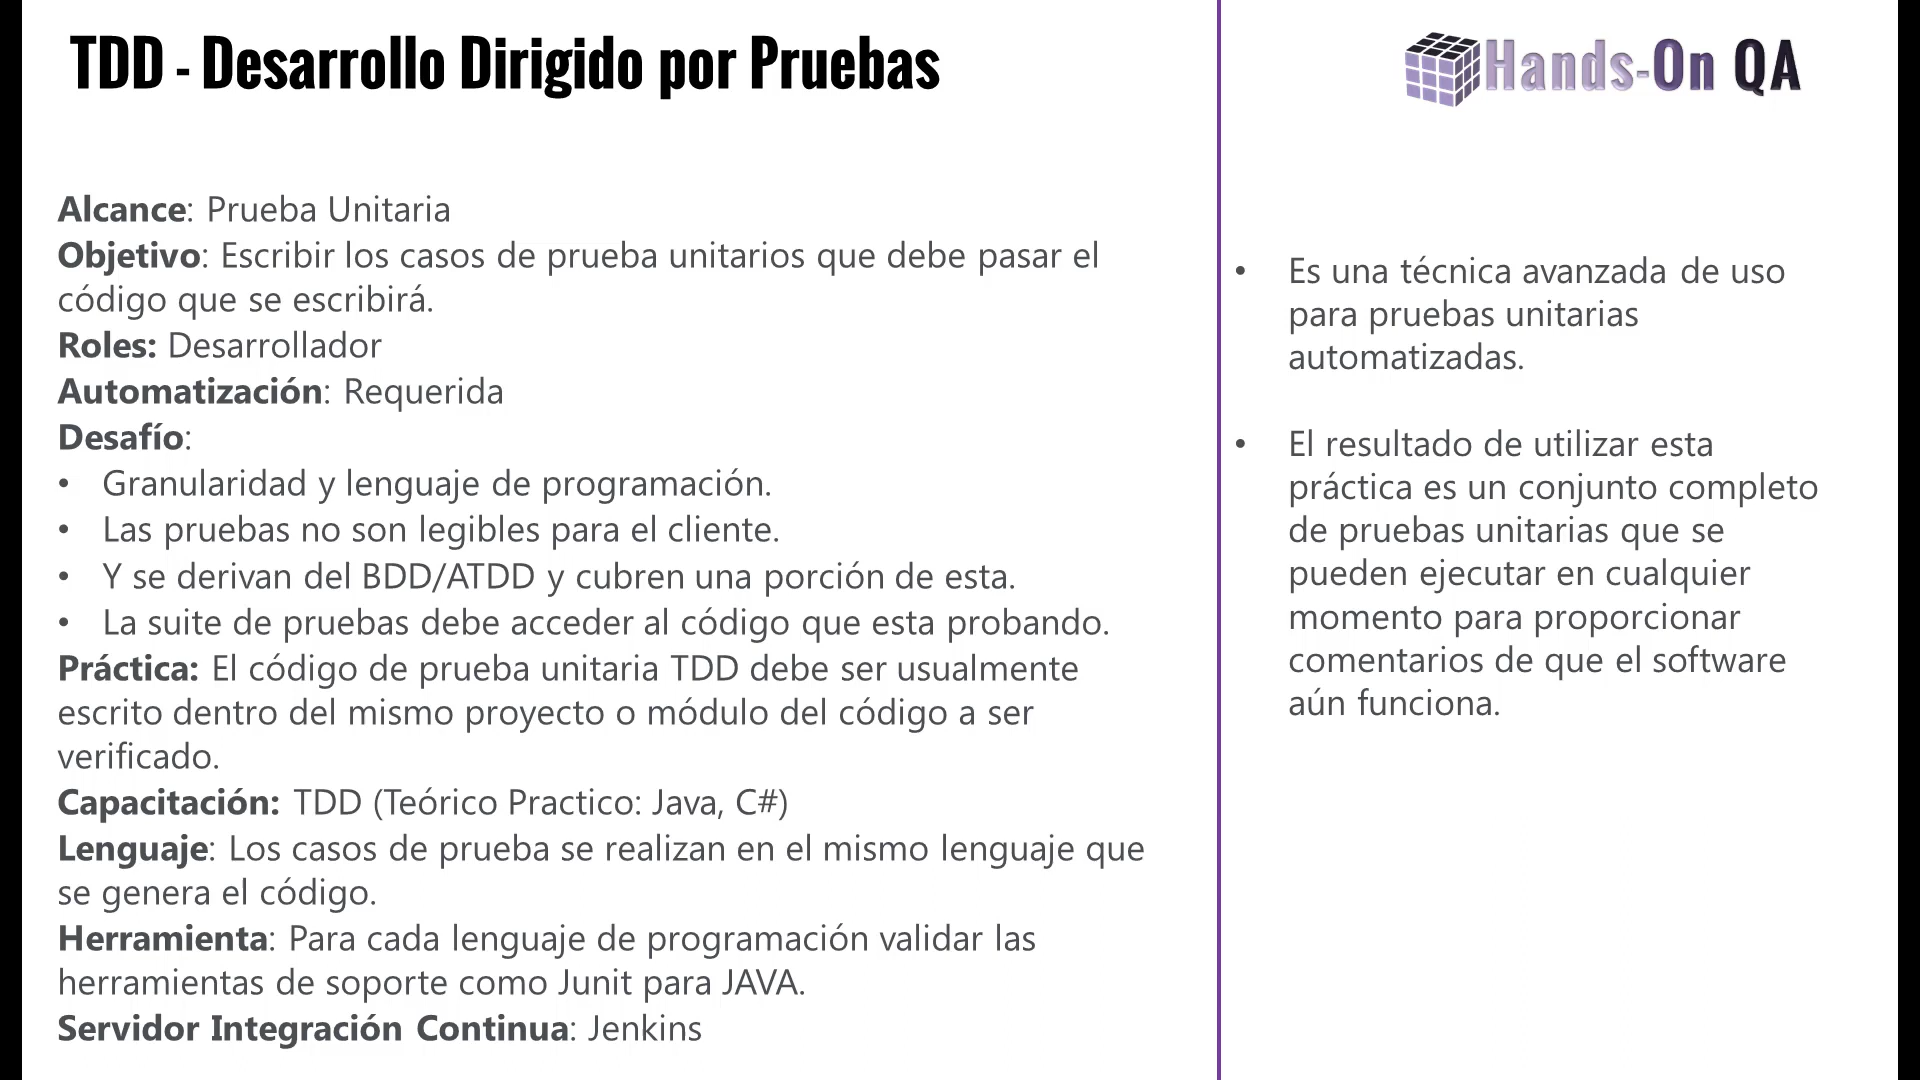 TDD - Desarrollo Dirigido por Pruebas
Hands-On QA
Alcance: Prueba Unitaria
Objetivo: Escribir los casos de prueba unitarios que debe pasar el
código que se escribirá.
Roles: Desarrollador
Automatización: Requerida
Desafío:
• Granularidad y lenguaje de programación.
• Las pruebas no son legibles para el cliente.
• Y se derivan del BDD/ATDD y cubren una porción de esta.
• La suite de pruebas debe acceder al código que esta probando.
Práctica: El código de prueba unitaria TDD debe ser usualmente
escrito dentro del mismo proyecto o módulo del código a ser
verificado.
Capacitación: TDD (Teórico Practico: Java, C#)
Lenguaje: Los casos de prueba se realizan en el mismo lenguaje que
se genera el código.
Herramienta: Para cada lenguaje de programación validar las
herramientas de soporte como Junit para JAVA.
Servidor Integración Continua: Jenkins
• Es una técnica avanzada de uso
para pruebas unitarias
automatizadas.
• El resultado de utilizar esta
práctica es un conjunto completo
de pruebas unitarias que se
pueden ejecutar en cualquier
momento para proporcionar
comentarios de que el software
aún funciona.